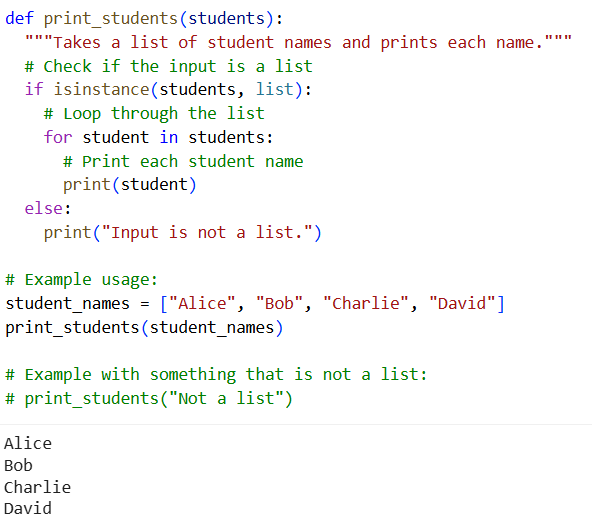 def print_students(students):
  """Takes a list of student names and prints each name."""
  # Check if the input is a list
  if isinstance(students, list):
    # Loop through the list
    for student in students:
      # Print each student name
      print(student)
  else:
    print("Input is not a list.")

# Example usage:
student_names = ["Alice", "Bob", "Charlie", "David"]
print_students(student_names)

# Example with something that is not a list:
# print_students("Not a list")

Alice
Bob
Charlie
David